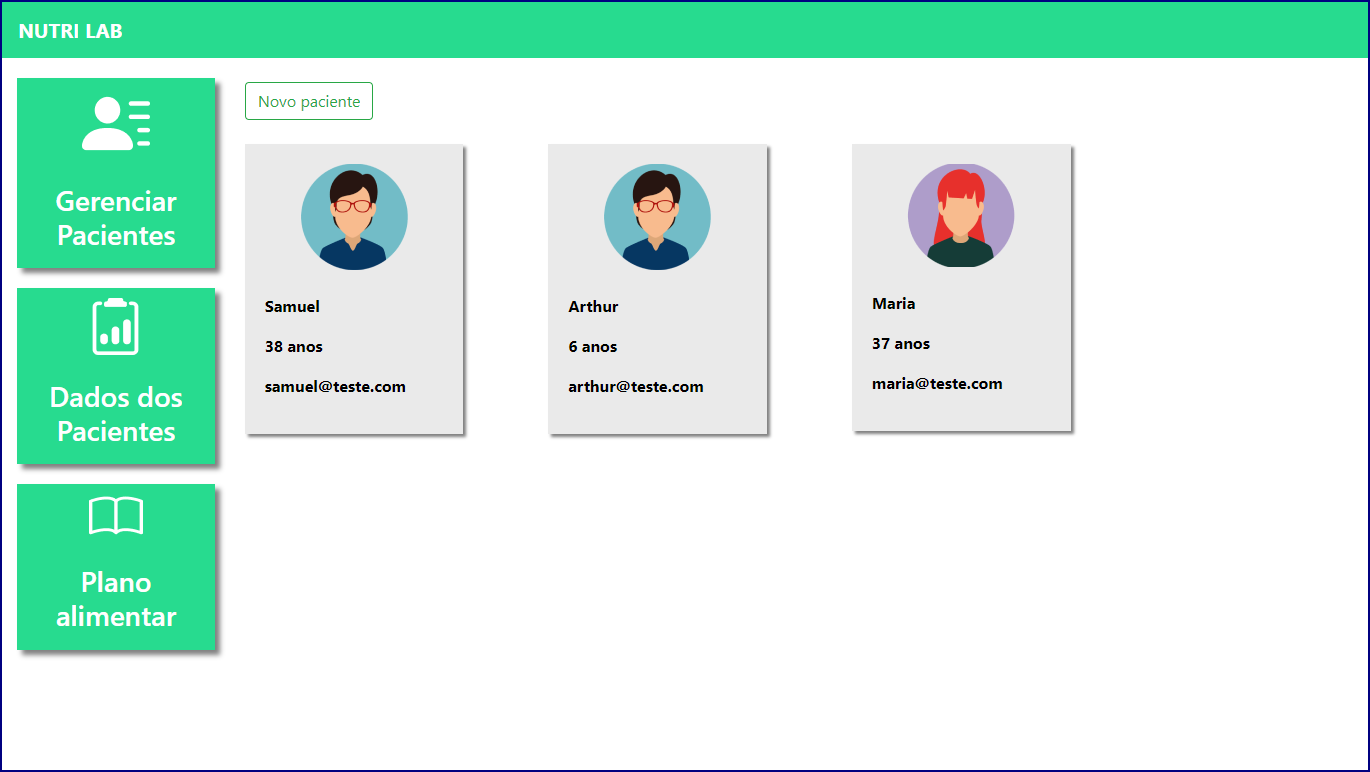 NUTRI LAB
Gerenciar
Pacientes
Dados dos
Pacientes
Plano
alimentar
Novo paciente
Samuel
38 anos
samuel@teste.com
Arthur
6 anos
arthur@teste.com
Maria
37 anos
maria@teste.com